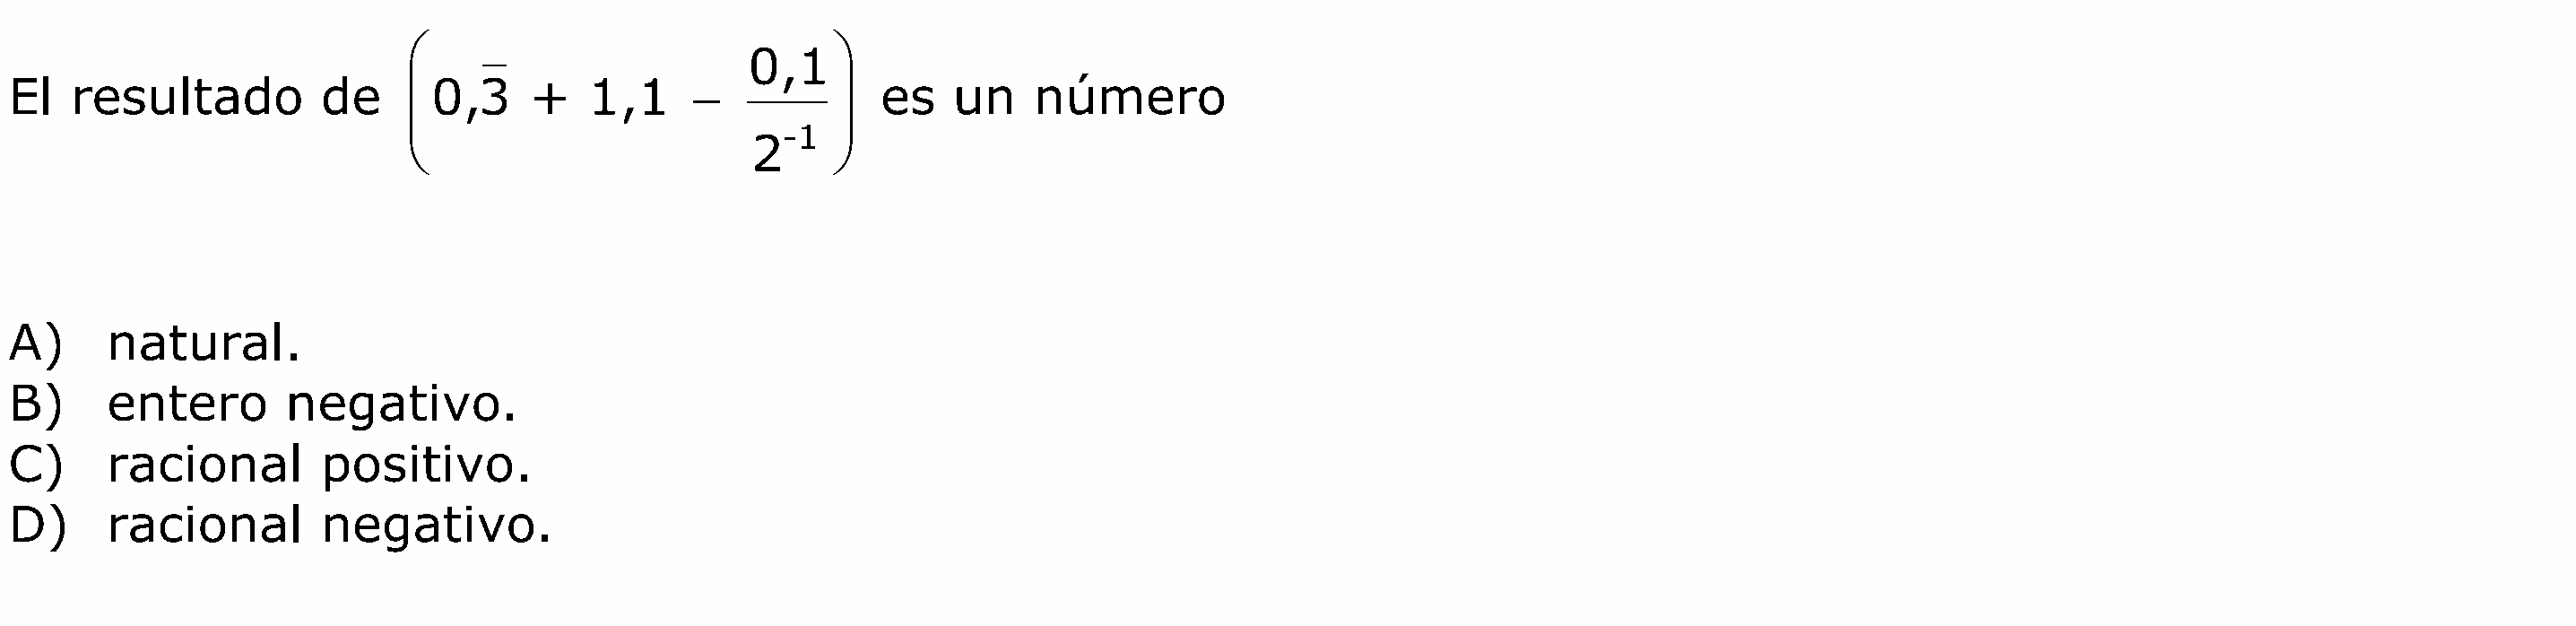 El resultado de $\left( 0,\overline{3} + 1,1 - \frac{0,1}{2^{-1}} \right)$ es un número
A) natural.
B) entero negativo.
C) racional positivo.
D) racional negativo.